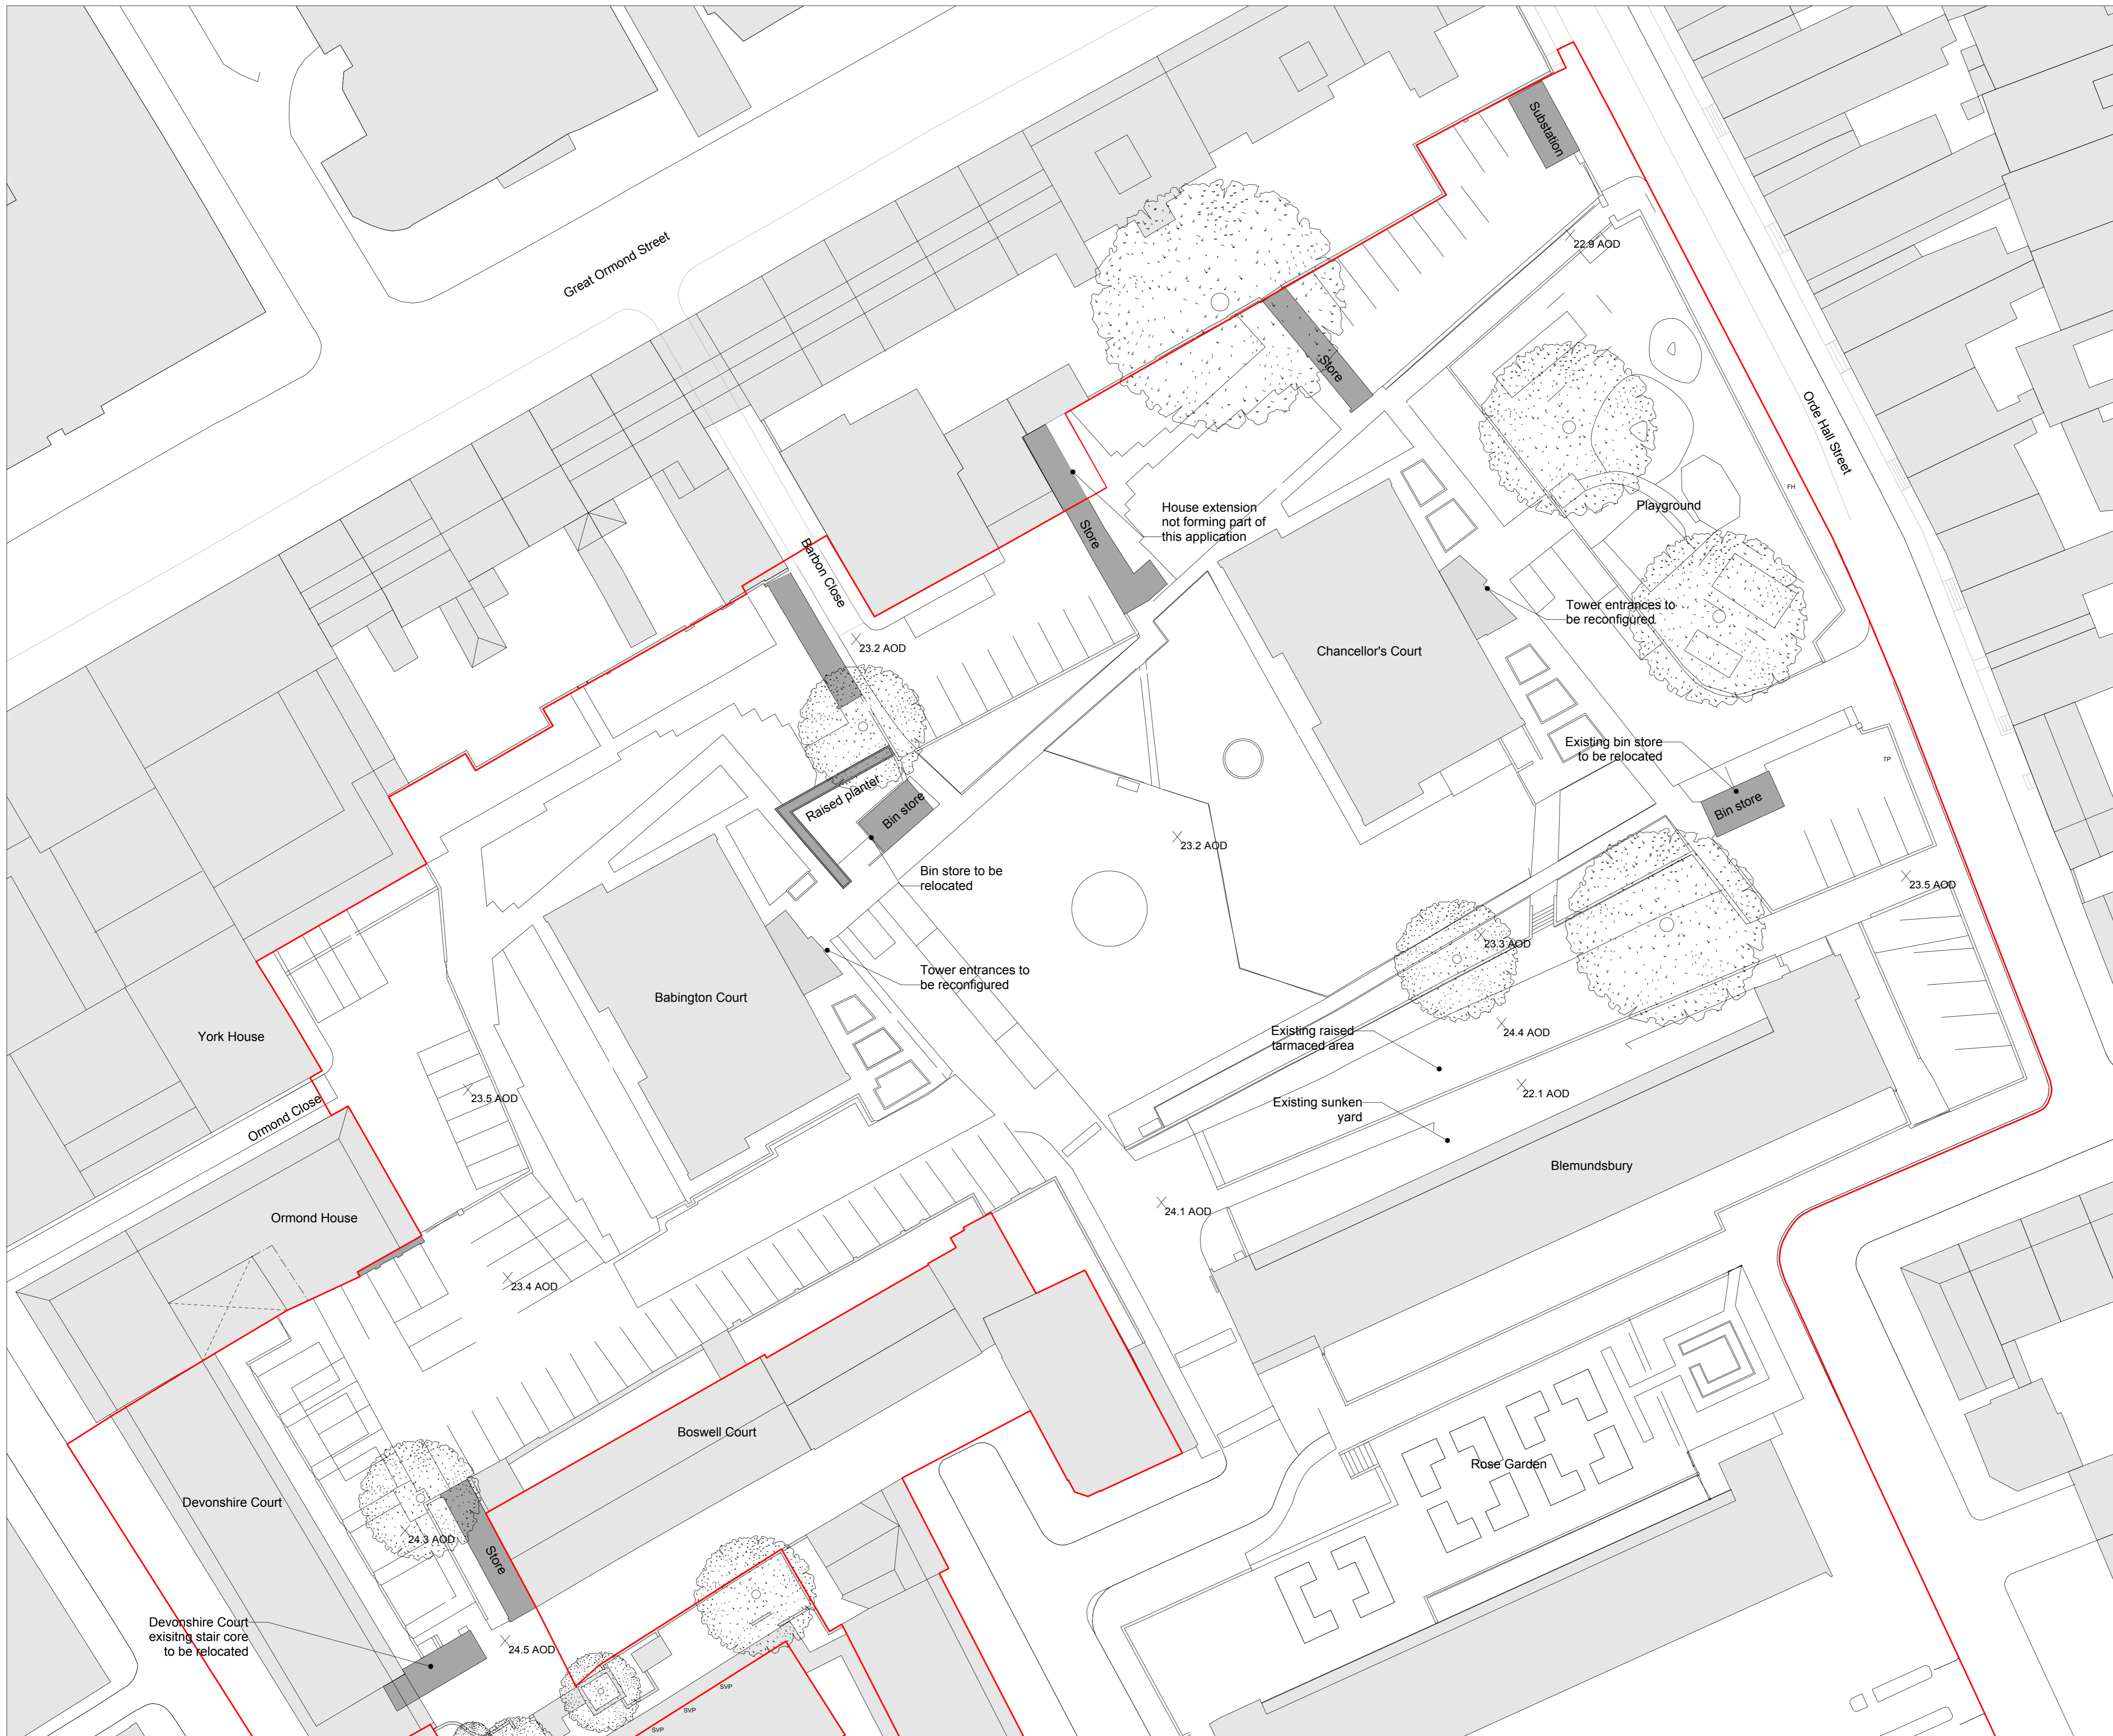 Substation
Great Ormond Street
22.9 AOD
Store
Orde Hall Street
FH
Playground
House extension
not forming part of
this application
Store
Barbon Close
Tower entrances to
be reconfigured
23.2 AOD
Chancellor's Court
Existing bin store
to be relocated
TP
Raised planter
Bin store
Bin store
23.2 AOD
Bin store to be
relocated
23.5 AOD
23.3 AOD
Tower entrances to
be reconfigured
Babington Court
York House
Existing raised
tarmaced area
24.4 AOD
23.5 AOD
22.1 AOD
Ormond Close
Existing sunken
yard
Blemundsbury
24.1 AOD
Ormond House
23.4 AOD
Boswell Court
Rose Garden
Devonshire Court
24.3 AOD
Store
Devonshire Court
exisitng stair core
to be relocated
24.5 AOD
SVP
SVP
SVP